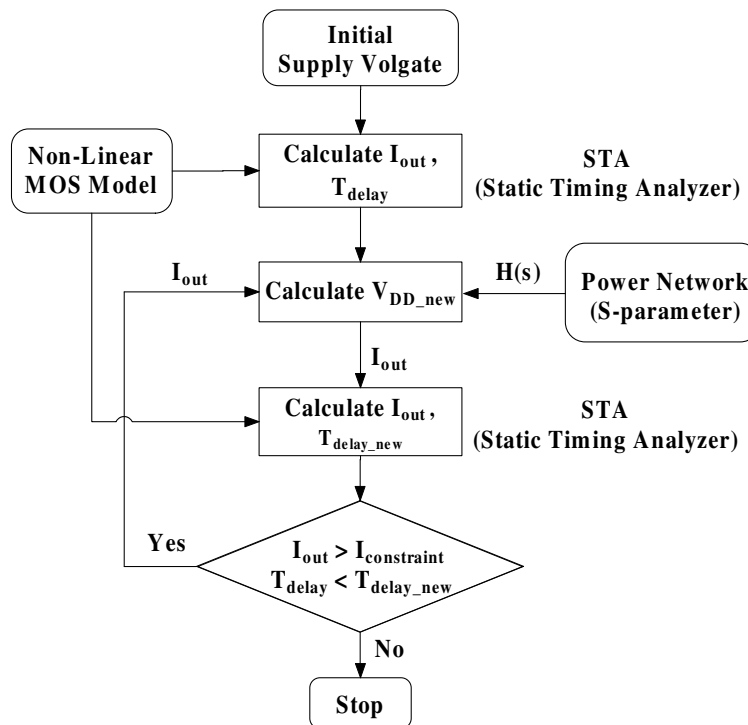 Initial
Supply Volgate
Non-Linear
MOS Model
Calculate I_out ,
T_delay
STA
(Static Timing Analyzer)
I_out
Calculate V_DD_new
H(s)
Power Network
(S-parameter)
I_out
Calculate I_out ,
T_delay_new
STA
(Static Timing Analyzer)
Yes
I_out > I_constraint
T_delay < T_delay_new
No
Stop